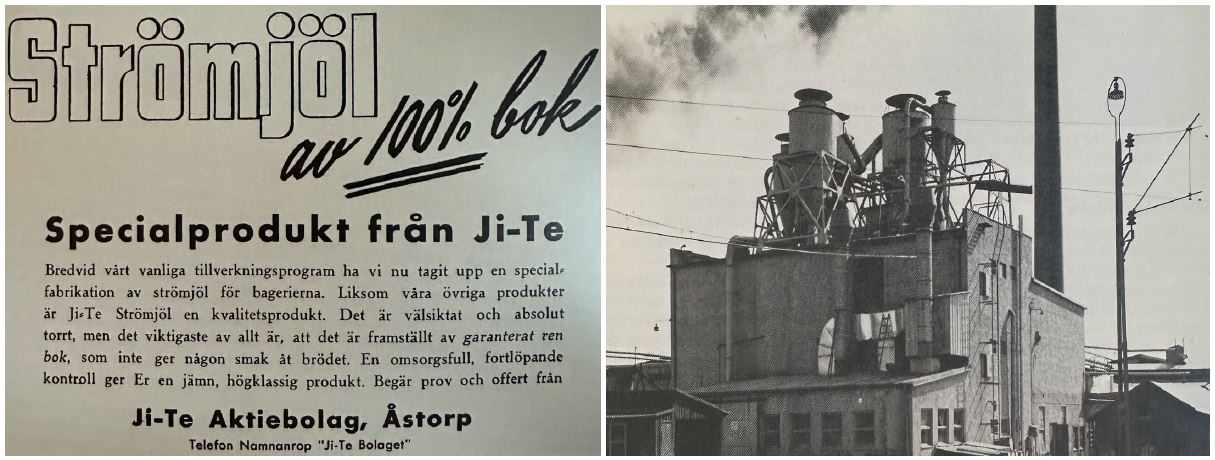 Strömjöl
av 100% bok
Specialprodukt från Ji-Te
Bredvid vårt vanliga tillverkningsprogram ha vi nu tagit upp en special-
fabrikation av strömjöl för bagerierna. Liksom våra övriga produkter
är Ji-Te Strömjöl en kvalitetsprodukt. Det är välsiktat och absolut
torrt, men det viktigaste av allt är, att det är framställt av garanterat ren
bok, som inte ger någon smak åt brödet. En omsorgsfull, fortlöpande
kontroll ger Er en jämn, högklassig produkt. Begär prov och offert från
Ji-Te Aktiebolag, Åstorp
Telefon Namnanrop "Ji-Te Bolaget"